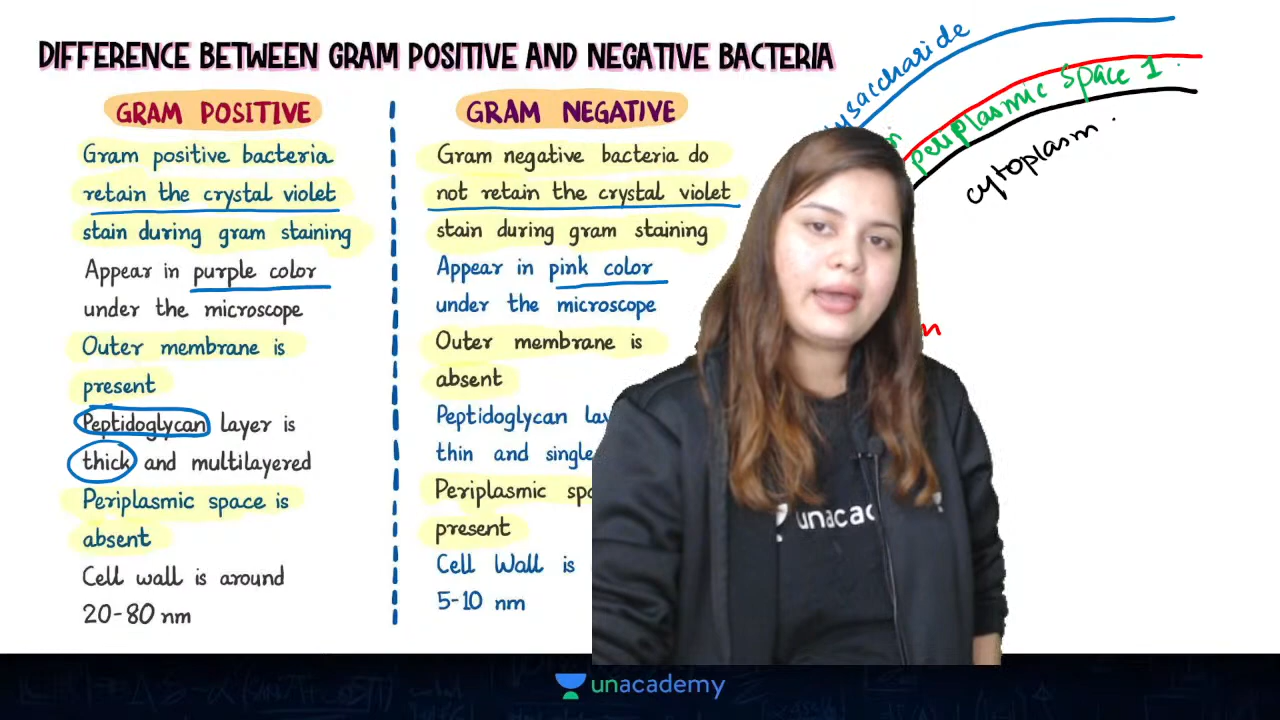 DIFFERENCE BETWEEN GRAM POSITIVE AND NEGATIVE BACTERIA
GRAM POSITIVE
Gram positive bacteria
retain the crystal violet
stain during gram staining
Appear in purple color
under the microscope
Outer membrane is
present
Peptidoglycan layer is
thick and multilayered
Periplasmic space is
absent
Cell wall is around
20-80 nm
GRAM NEGATIVE
Gram negative bacteria do
not retain the crystal violet
stain during gram staining
Appear in pink color
under the microscope
Outer membrane is
absent
Peptidoglycan
thin and single
Periplasmic
present
Cell Wall is
5-10 nm
periplasmic space 1
cytoplasm.
unacademy